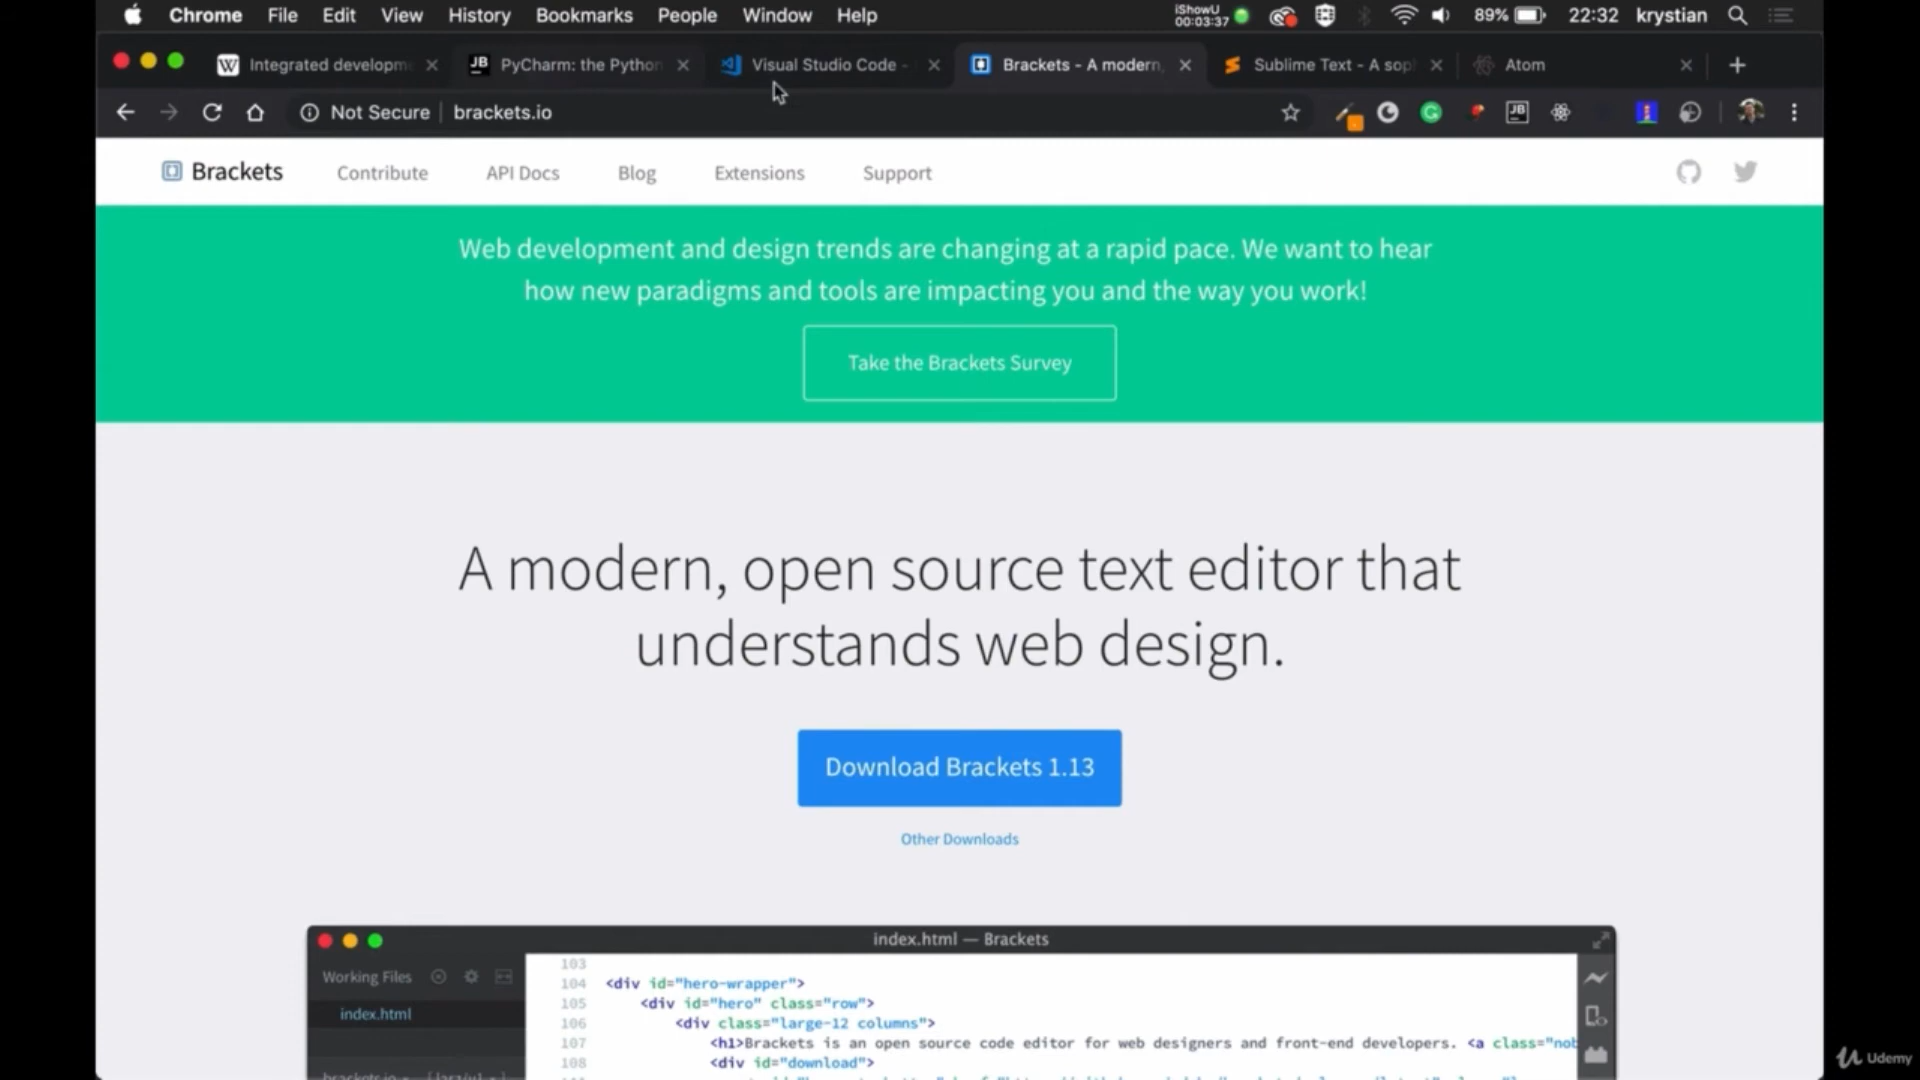 Chrome File Edit View History Bookmarks People Window Help iShowU 00:03:37 89% 22:32 krystian
W Integrated developm JB PyCharm: the Python Visual Studio Code - Brackets - A modern, Sublime Text - A sop Atom
Not Secure brackets.io JB
Brackets Contribute API Docs Blog Extensions Support
Web development and design trends are changing at a rapid pace. We want to hear
how new paradigms and tools are impacting you and the way you work!
Take the Brackets Survey
A modern, open source text editor that
understands web design.
Download Brackets 1.13
Other Downloads
index.html — Brackets
Working Files
index.html
103
104 <div id="hero-wrapper">
105 <div id="hero" class="row">
106 <div class="large-12 columns">
107 <h1>Brackets is an open source code editor for web designers and front-end developers. <a class="nob
108 <div id="download">
Udemy